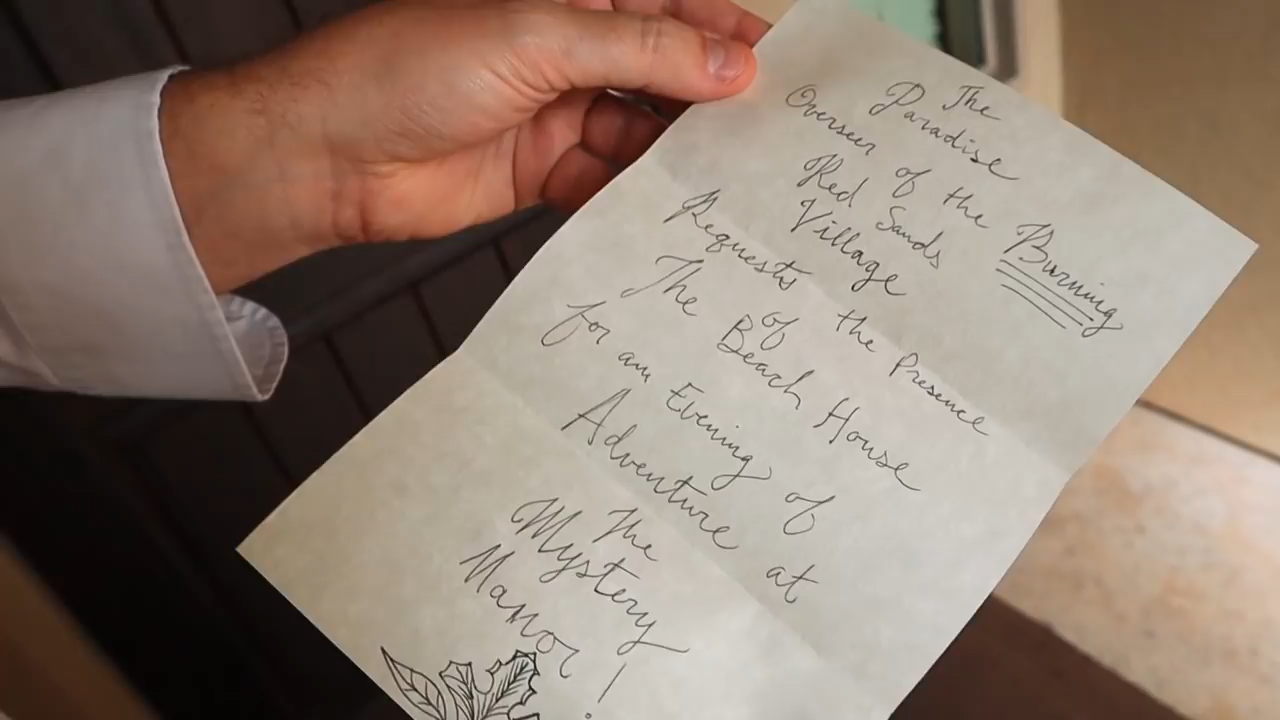 The
Paradise
Overseer of the Burning
Red Sands
Village
Requests the Presence
of
The Beach House
for an Evening of
Adventure at
The
Mystery
Manor!